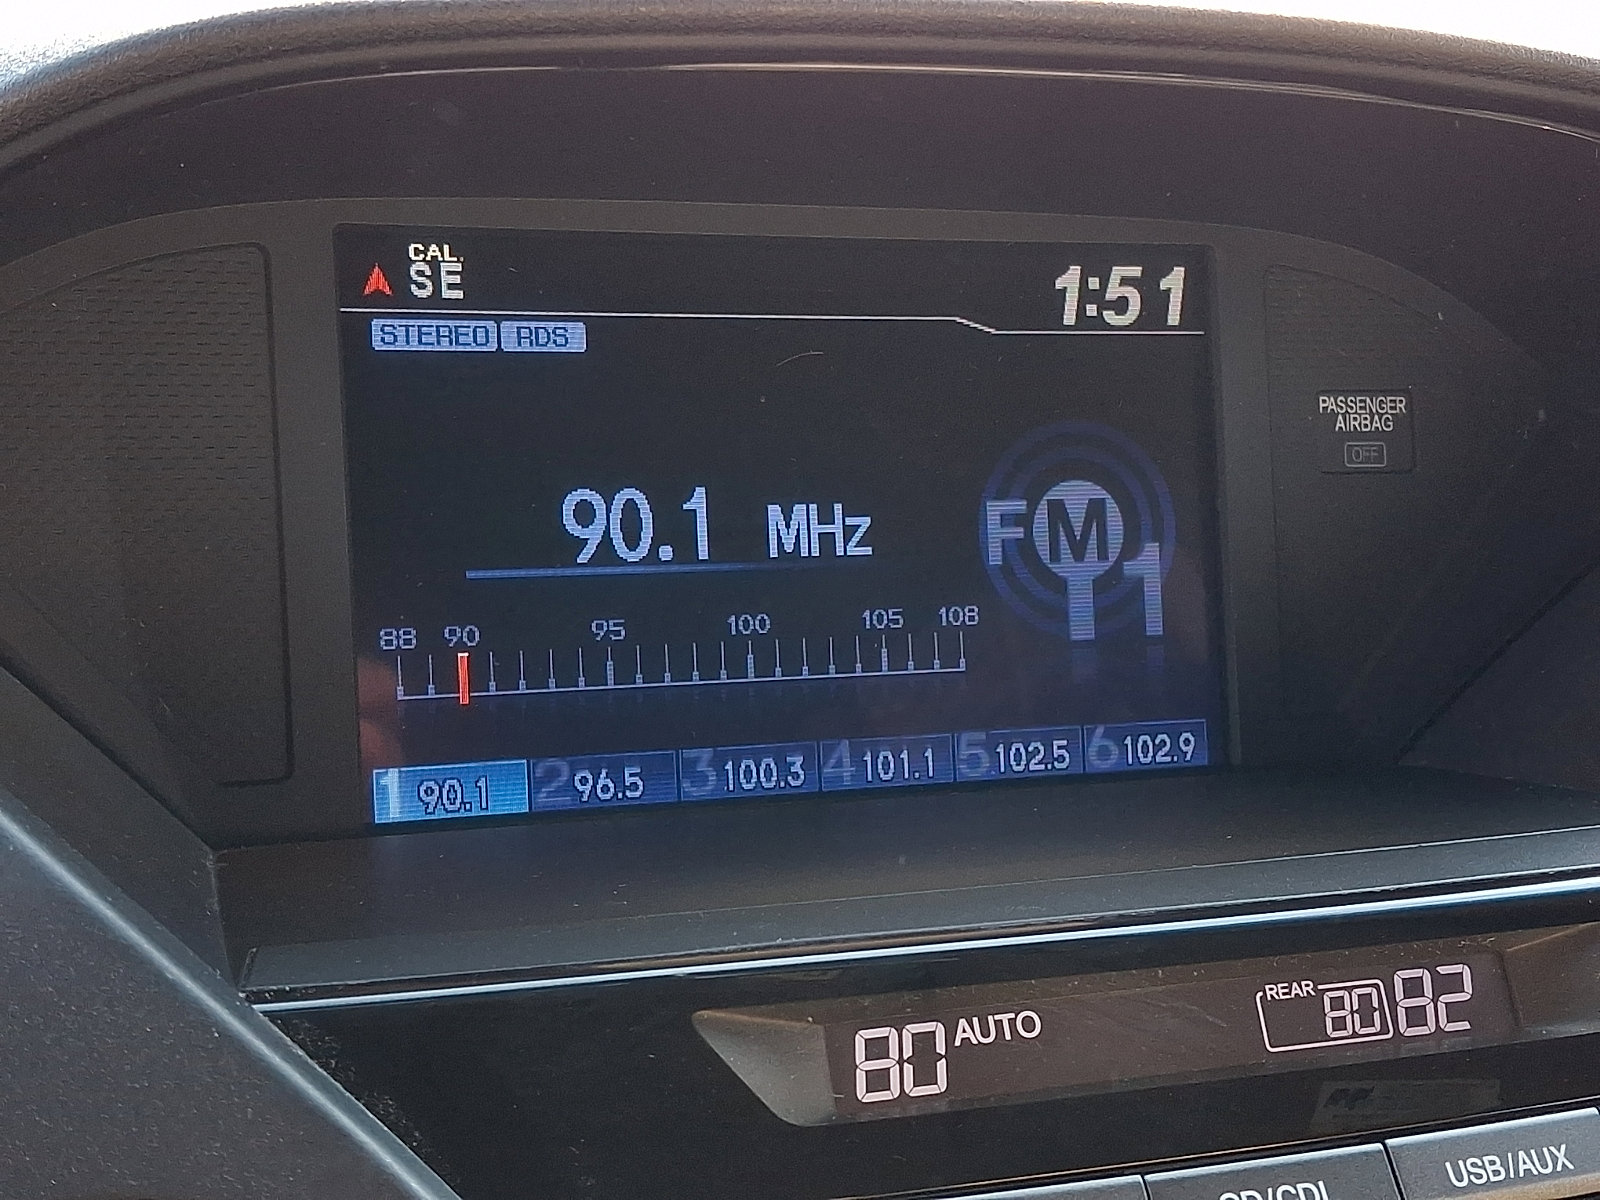 CAL.
SE
1:51
STEREO RDS
PASSENGER
AIRBAG
OFF
90.1 MHz
FM1
88 90 95 100 105 108
1 90.1 2 96.5 3 100.3 4 101.1 5 102.5 6 102.9
80 AUTO
REAR 80 82
USB/AUX